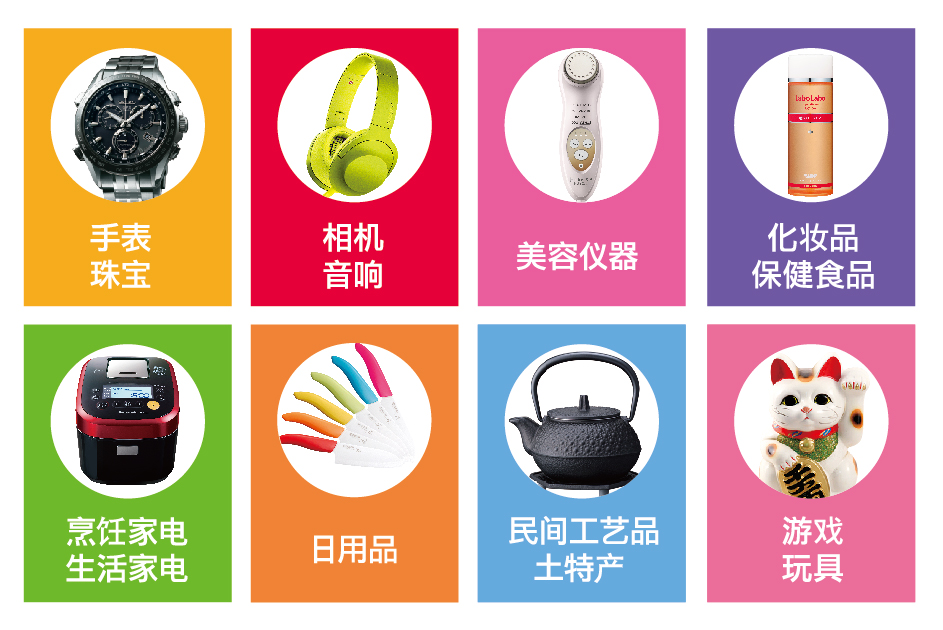 手表
珠宝
相机
音响
美容仪器
化妆品
保健食品
Labo Labo
烹饪家电
生活家电
日用品
民间工艺品
土特产
游戏
玩具